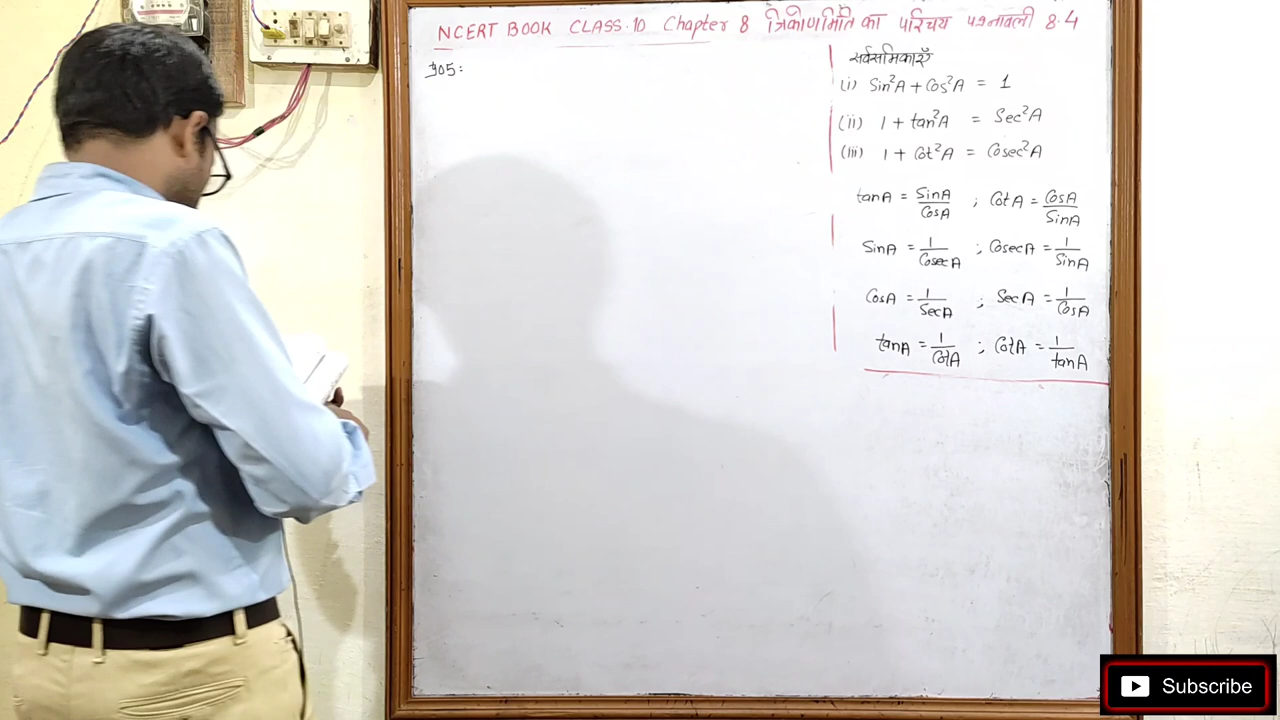 NCERT BOOK CLASS.10 Chapter 8 त्रिकोणमिति का परिचय प्रश्नावली 8.4
प्र05:
सर्वसमिकाएँ
(i) Sin²A + Cos²A = 1
(ii) 1 + tan²A = Sec²A
(iii) 1 + Cot²A = Cosec²A
tanA = SinA/CosA ; CotA = CosA/SinA
SinA = 1/CosecA ; CosecA = 1/SinA
CosA = 1/SecA ; SecA = 1/CosA
tanA = 1/CotA ; CotA = 1/tanA
Subscribe